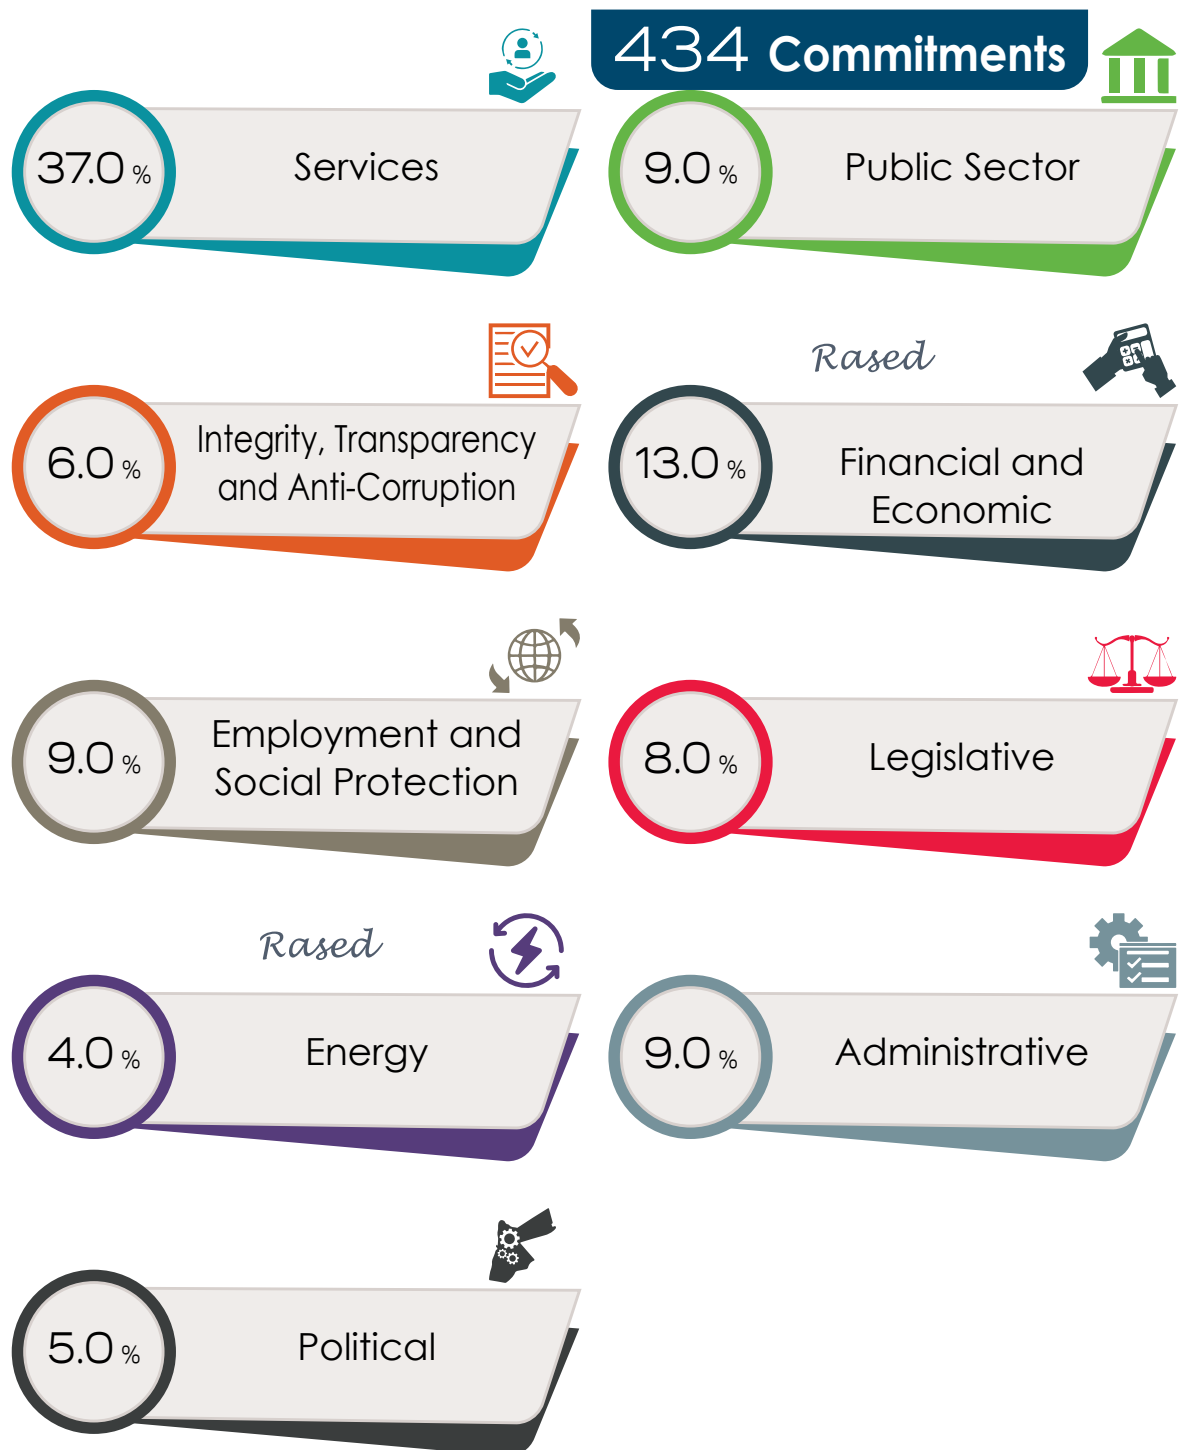 434 Commitments
37.0 %
Services
9.0 %
Public Sector
6.0 %
Integrity, Transparency
and Anti-Corruption
Rased
13.0 %
Financial and
Economic
9.0 %
Employment and
Social Protection
8.0 %
Legislative
Rased
4.0 %
Energy
9.0 %
Administrative
5.0 %
Political